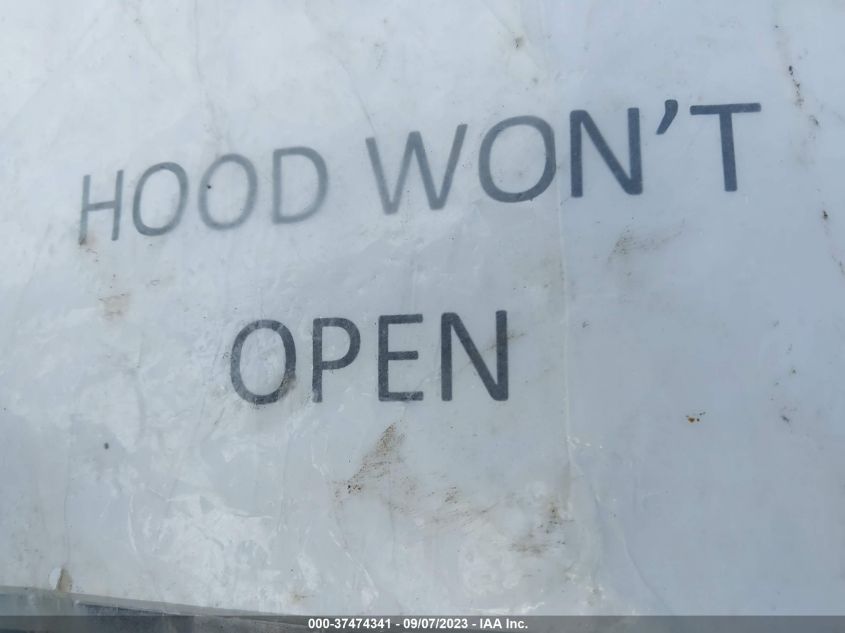 HOOD WON'T
OPEN
000-37474341 - 09/07/2023 - IAA Inc.